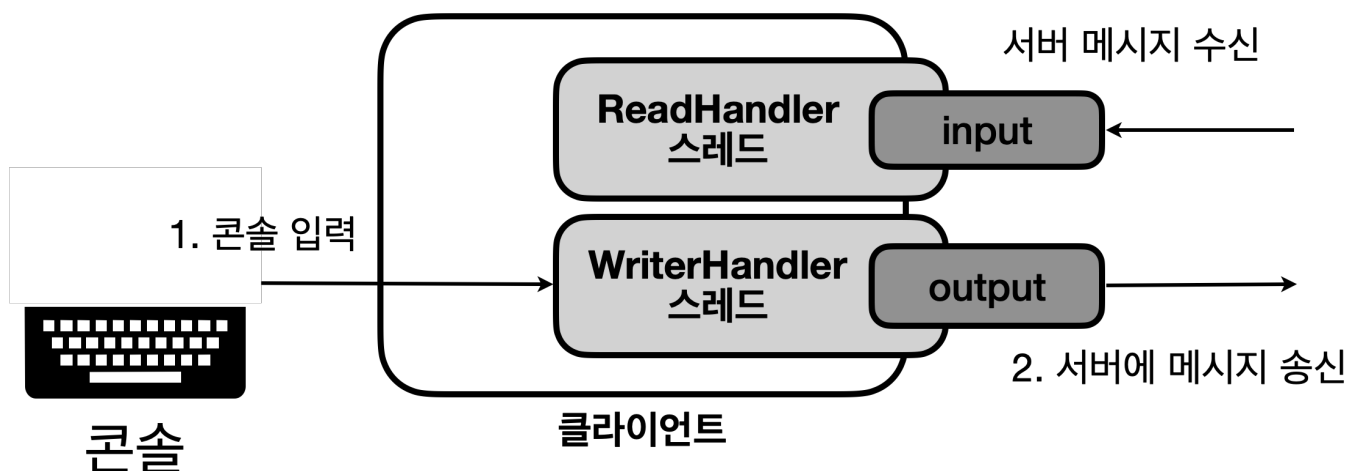 서버 메시지 수신
ReadHandler
스레드
input
1. 콘솔 입력
WriterHandler
스레드
output
2. 서버에 메시지 송신
클라이언트
콘솔